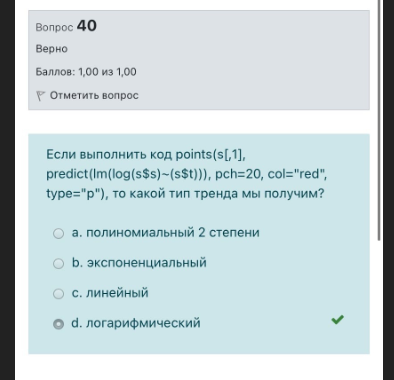 Вопрос 40
Верно
Баллов: 1,00 из 1,00
Отметить вопрос
Если выполнить код points(s[,1],
predict(lm(log(s$s)~(s$t))), pch=20, col="red",
type="p"), то какой тип тренда мы получим?
a. полиномиальный 2 степени
b. экспоненциальный
c. линейный
d. логарифмический